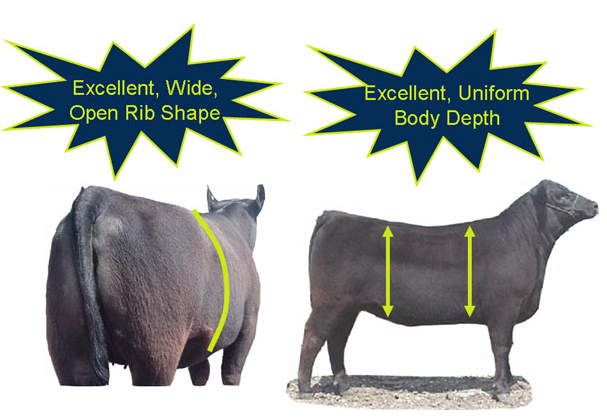 Excellent, Wide,
Open Rib Shape
Excellent, Uniform
Body Depth